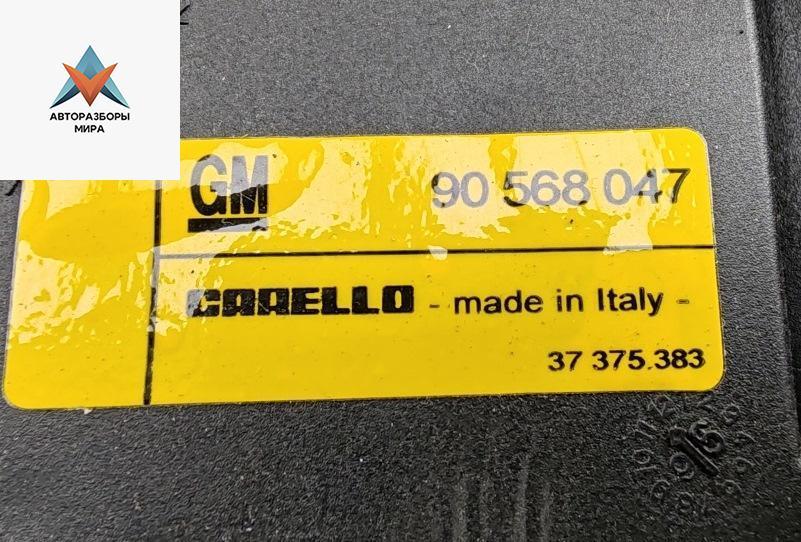 АВТОРАЗБОРЫ
МИРА
GM 90 568 047
CARELLO - made in Italy -
37 375.383